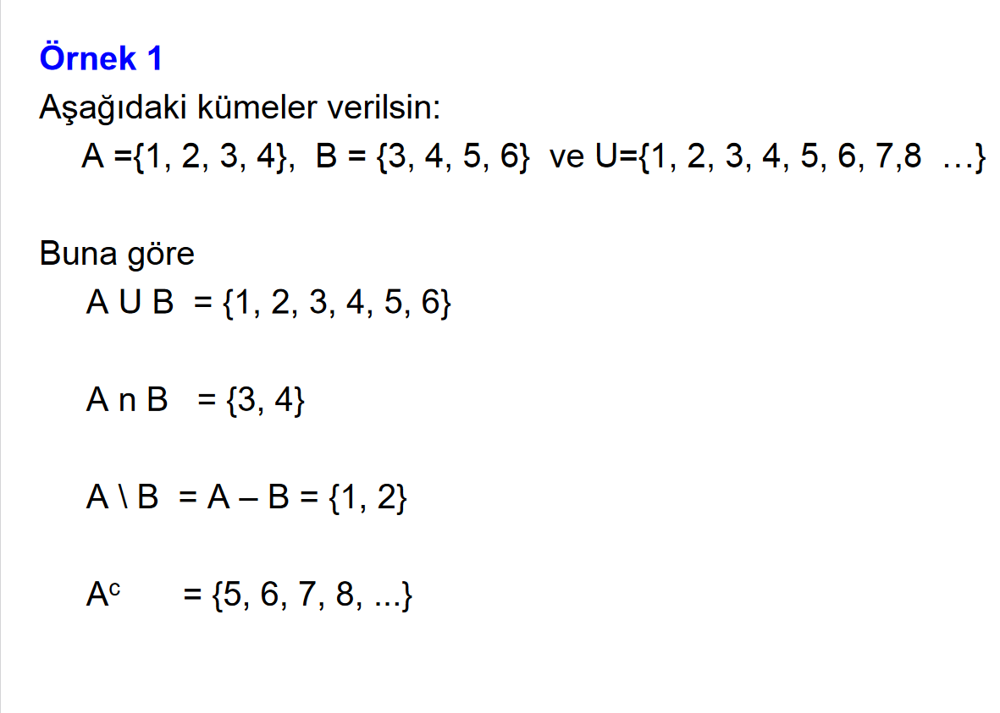 Örnek 1
Aşağıdaki kümeler verilsin:
A ={1, 2, 3, 4}, B = {3, 4, 5, 6} ve U={1, 2, 3, 4, 5, 6, 7,8 …}
Buna göre
A U B = {1, 2, 3, 4, 5, 6}
A n B = {3, 4}
A \ B = A – B = {1, 2}
Aᶜ = {5, 6, 7, 8, ...}